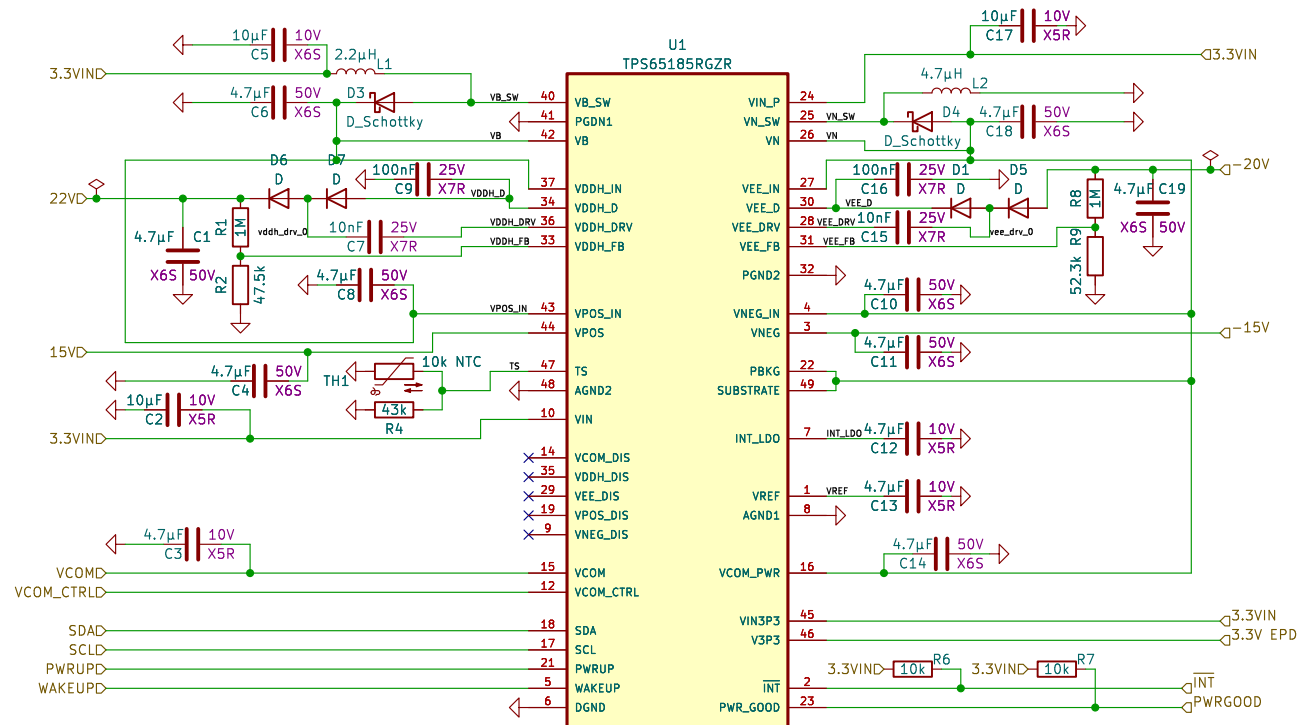 U1
TPS65185RGZR
10µF 10V
C5 X6S
2.2µH
L1
3.3VIN
4.7µF 50V
C6 X6S
D3
D_Schottky
VB_SW
VB
D6 D7
D D
100nF 25V
C9 X7R
VDDH_D
22V
R1 1M
vddh_drv_0
10nF 25V
C7 X7R
VDDH_DRV
VDDH_FB
4.7µF C1
X6S 50V
R2 47.5k
4.7µF 50V
C8 X6S
VPOS_IN
15V
4.7µF 50V
C4 X6S
10k NTC
TH1
TS
43k
R4
10µF 10V
C2 X5R
3.3VIN
4.7µF 10V
C3 X5R
VCOM
VCOM_CTRL
SDA
SCL
PWRUP
WAKEUP
40 VB_SW
41 PGDN1
42 VB
37 VDDH_IN
34 VDDH_D
36 VDDH_DRV
33 VDDH_FB
43 VPOS_IN
44 VPOS
47 TS
48 AGND2
10 VIN
14 VCOM_DIS
35 VDDH_DIS
29 VEE_DIS
19 VPOS_DIS
9 VNEG_DIS
15 VCOM
12 VCOM_CTRL
18 SDA
17 SCL
21 PWRUP
5 WAKEUP
6 DGND
VIN_P 24
VN_SW 25
VN 26
VEE_IN 27
VEE_D 30
VEE_DRV 28
VEE_FB 31
PGND2 32
VNEG_IN 4
VNEG 3
PBKG 22
SUBSTRATE 49
INT_LDO 7
VREF 1
AGND1 8
VCOM_PWR 16
VIN3P3 45
V3P3 46
INT 2
PWR_GOOD 23
10µF 10V
C17 X5R
3.3VIN
4.7µH
L2
VN_SW
D4
D_Schottky
4.7µF 50V
C18 X6S
VN
100nF 25V
C16 X7R
D1 D5
D D
-20V
VEE_D
VEE_DRV
10nF 25V
C15 X7R
vee_drv_0
VEE_FB
R8 1M
4.7µF C19
X6S 50V
R9 52.3k
4.7µF 50V
C10 X6S
-15V
4.7µF 50V
C11 X6S
INT_LDO
4.7µF 10V
C12 X5R
VREF
4.7µF 10V
C13 X5R
4.7µF 50V
C14 X6S
3.3VIN
3.3V EPD
3.3VIN 10k R6
3.3VIN 10k R7
INT
PWRGOOD